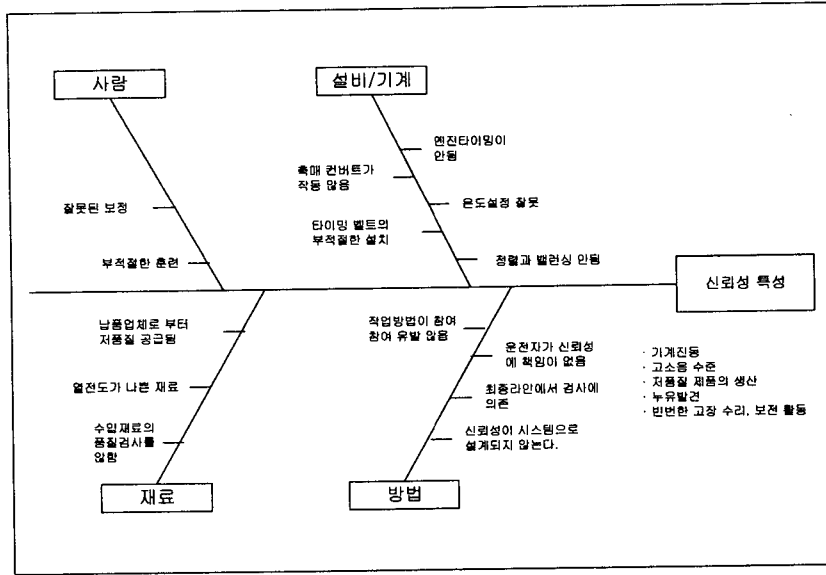 사람
설비/기계
엔진타이밍이
안됨
촉매 컨버트가
작동 않음
잘못된 보정
온도설정 잘못
타이밍 벨트의
부적절한 설치
부적절한 훈련
정렬과 밸런싱 안됨
신뢰성 특성
납품업체로 부터
저품질 공급됨
작업방법이 참여
참여 유발 않음
운전자가 신뢰성
에 책임이 없음
· 기계진동
· 고소음 수준
· 저품질 제품의 생산
· 누유발견
· 빈번한 고장 수리, 보전 활동
열전도가 나쁜 재료
최종라인에서 검사에
의존
수입재료의
품질검사를
않함
신뢰성이 시스템으로
설계되지 않는다.
재료
방법